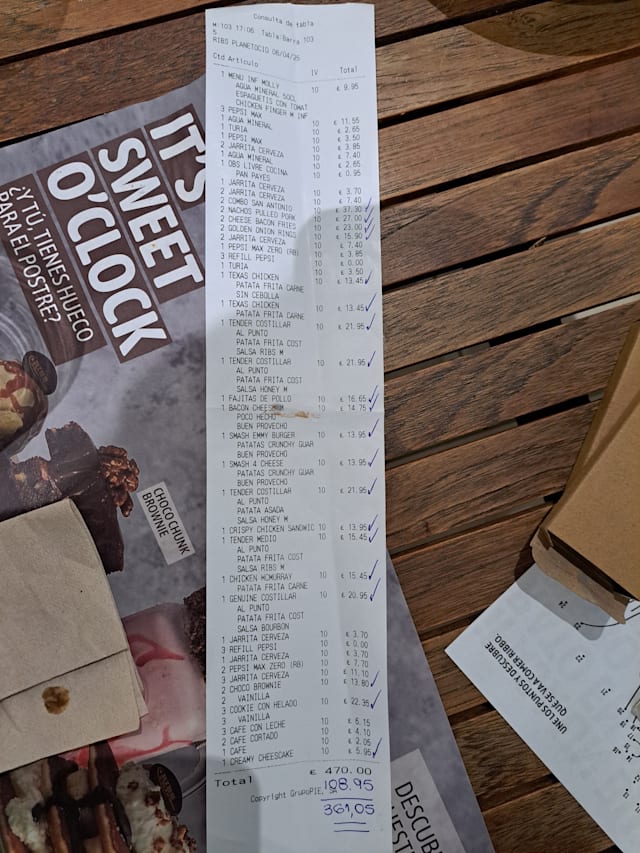 Consulta de tabla
M:103 17:06 Tabla:Barra 103
5
RIBS PLANETOCIO 06/04/25
Ctd Artículo IV Total
1 MENU INF MOLLY 10 € 9.95
AGUA MINERAL 50CL
ESPAGUETIS CON TOMAT
CHICKEN FINGER M INF
3 PEPSI MAX 10 € 11.55
1 AGUA MINERAL 10 € 2.65
1 TURIA 10 € 3.50
1 PEPSI MAX 10 € 3.85
2 JARRITA CERVEZA 10 € 7.40
1 AGUA MINERAL 10 € 2.65
1 OBS LIVRE COCINA 10 € 0.95
PAN PAYES
1 JARRITA CERVEZA 10 € 3.70
2 JARRITA CERVEZA 10 € 7.40
2 COMBO SAN ANTONIO 10 € 37.30
2 NACHOS PULLED PORK 10 € 27.00
2 CHEESE BACON FRIES 10 € 23.00
2 GOLDEN ONION RINGS 10 € 15.90
2 JARRITA CERVEZA 10 € 7.40
1 PEPSI MAX ZERO (RB) 10 € 3.85
3 REFILL PEPSI 10 € 0.00
1 TURIA 10 € 3.50
1 TEXAS CHICKEN 10 € 13.45
PATATA FRITA CARNE
SIN CEBOLLA
1 TEXAS CHICKEN 10 € 13.45
PATATA FRITA CARNE
1 TENDER COSTILLAR 10 € 21.95
AL PUNTO
PATATA FRITA COST
SALSA RIBS M
1 TENDER COSTILLAR 10 € 21.95
AL PUNTO
PATATA FRITA COST
SALSA HONEY M
1 FAJITAS DE POLLO 10 € 16.65
1 BACON 10 € 14.75
POCO HECHO
BUEN PROVECHO
1 SMASH EMMY BURGER 10 € 13.95
PATATAS CRUNCHY GUAR
BUEN PROVECHO
1 SMASH 4 CHEESE 10 € 13.95
PATATAS CRUNCHY GUAR
BUEN PROVECHO
1 TENDER COSTILLAR 10 € 21.95
AL PUNTO
PATATA ASADA
SALSA HONEY M
1 CRISPY CHICKEN SANDWIC 10 € 13.95
1 TENDER MEDIO 10 € 15.45
AL PUNTO
PATATA FRITA COST
SALSA RIBS M
1 CHICKEN MCMURRAY 10 € 15.45
PATATA FRITA CARNE
1 GENUINE COSTILLAR 10 € 20.95
AL PUNTO
PATATA FRITA COST
SALSA BOURBON
1 JARRITA CERVEZA 10 € 3.70
3 REFILL PEPSI 10 € 0.00
1 JARRITA CERVEZA 10 € 3.70
2 PEPSI MAX ZERO (RB) 10 € 7.70
3 JARRITA CERVEZA 10 € 11.10
2 CHOCO BROWNIE 10 € 13.80
2 VAINILLA
3 COOKIE CON HELADO 10 € 22.35
3 VAINILLA
3 CAFE CON LECHE 10 € 6.15
2 CAFE CORTADO 10 € 4.10
1 CAFE 10 € 2.05
1 CREAMY CHEESECAKE 10 € 5.95
Total € 470.00
108.95
Copyright GrupoPIE, SA
361,05
IT'S
SWEET
O'CLOCK
¿Y TÚ, TIENES HUECO
PARA EL POSTRE?
CHOCO CHUNK
BROWNIE
UNE LOS PUNTOS Y DESCUBRE
QUE SE VA A COMER RIBBO.